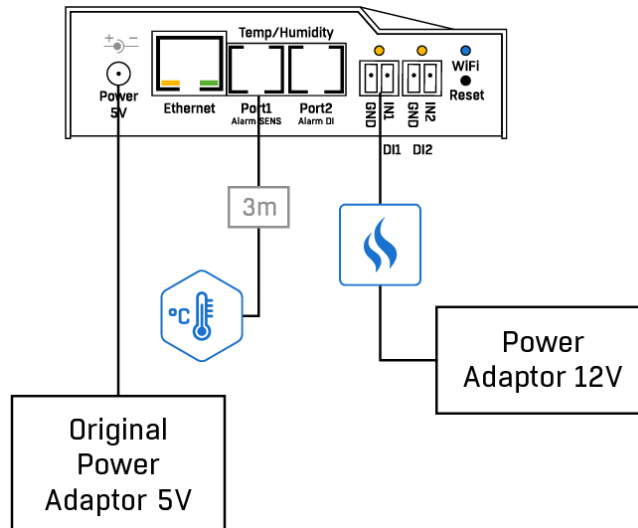 + −
Temp/Humidity
WiFi
Power
5V
Ethernet
Port1
Port2
Reset
Alarm SENS
Alarm DI
GND
IN1
GND
IN2
DI1
DI2
3m
°C
Power
Adaptor 12V
Original
Power
Adaptor 5V